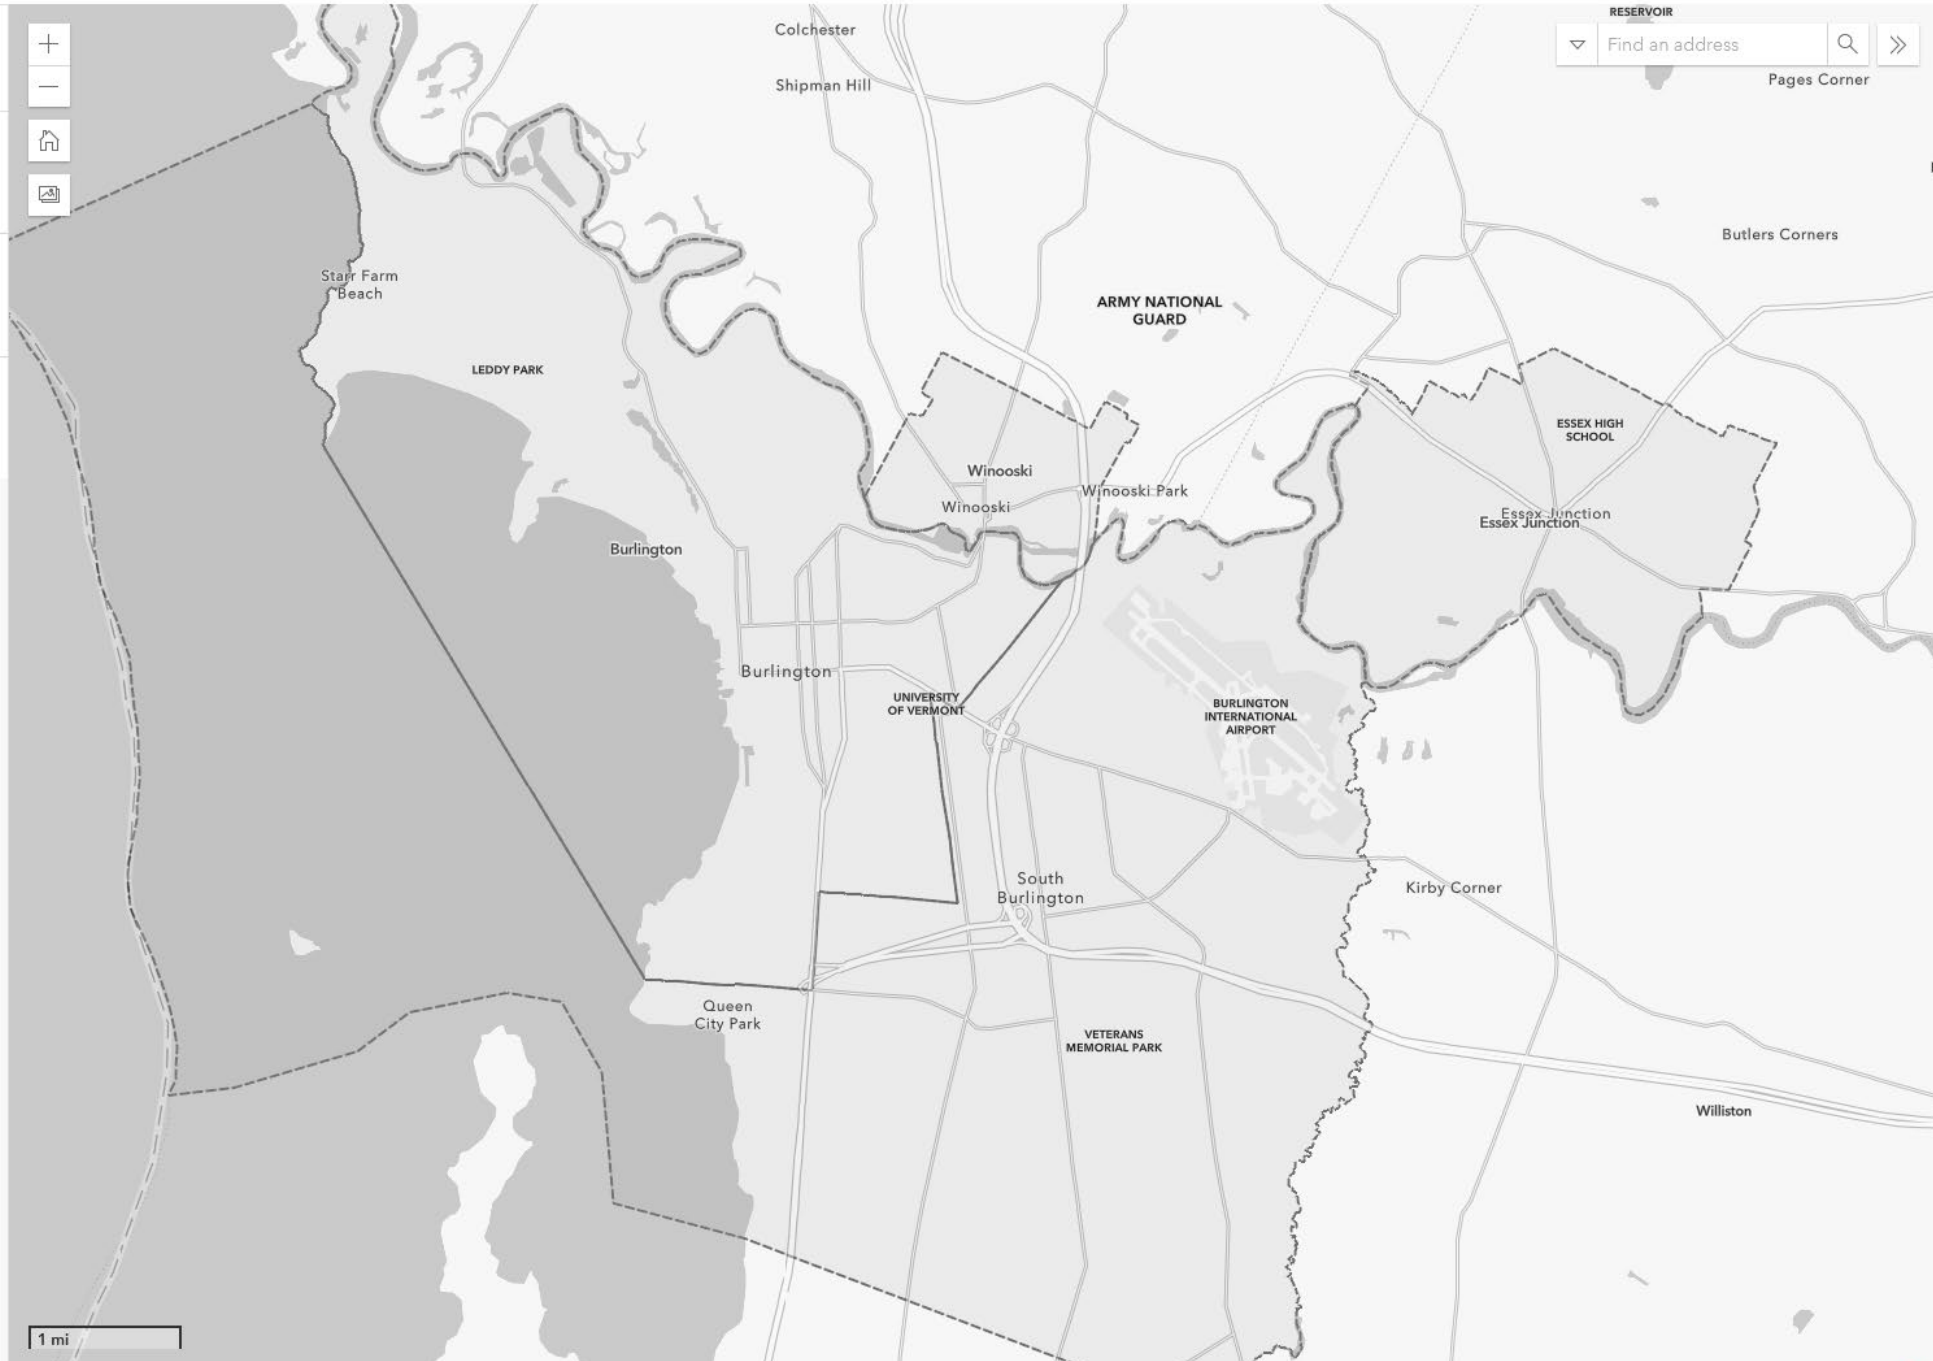 RESERVOIR
Colchester
Find an address
Pages Corner
Shipman Hill
Butlers Corners
Starr Farm
Beach
ARMY NATIONAL
GUARD
LEDDY PARK
ESSEX HIGH
SCHOOL
Winooski
Winooski Park
Winooski
Essex Junction
Essex Junction
Burlington
Burlington
UNIVERSITY
OF VERMONT
BURLINGTON
INTERNATIONAL
AIRPORT
South
Burlington
Kirby Corner
Queen
City Park
VETERANS
MEMORIAL PARK
Williston
1 mi